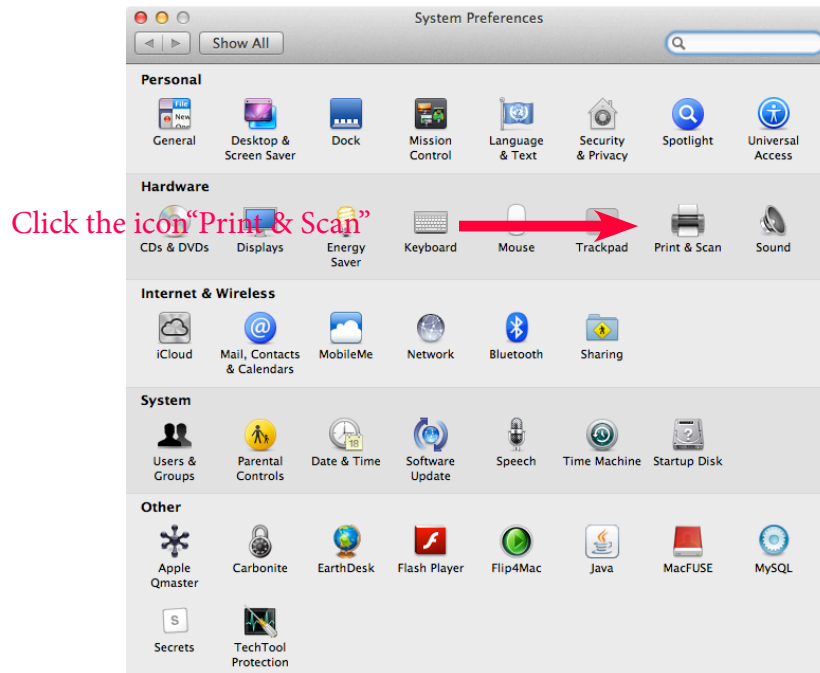 System Preferences
Show All
Personal
File
New
General
Desktop &
Screen Saver
Dock
Mission
Control
Language
& Text
Security
& Privacy
Spotlight
Universal
Access
Hardware
Click the icon“Print & Scan”
CDs & DVDs
Displays
Energy
Saver
Keyboard
Mouse
Trackpad
Print & Scan
Sound
Internet & Wireless
iCloud
@
Mail, Contacts
& Calendars
MobileMe
Network
Bluetooth
Sharing
System
Users &
Groups
Parental
Controls
18
Date & Time
Software
Update
Speech
Time Machine
?
Startup Disk
Other
Apple
Qmaster
Carbonite
EarthDesk
Flash Player
Flip4Mac
Java
MacFUSE
MySQL
S
Secrets
TechTool
Protection